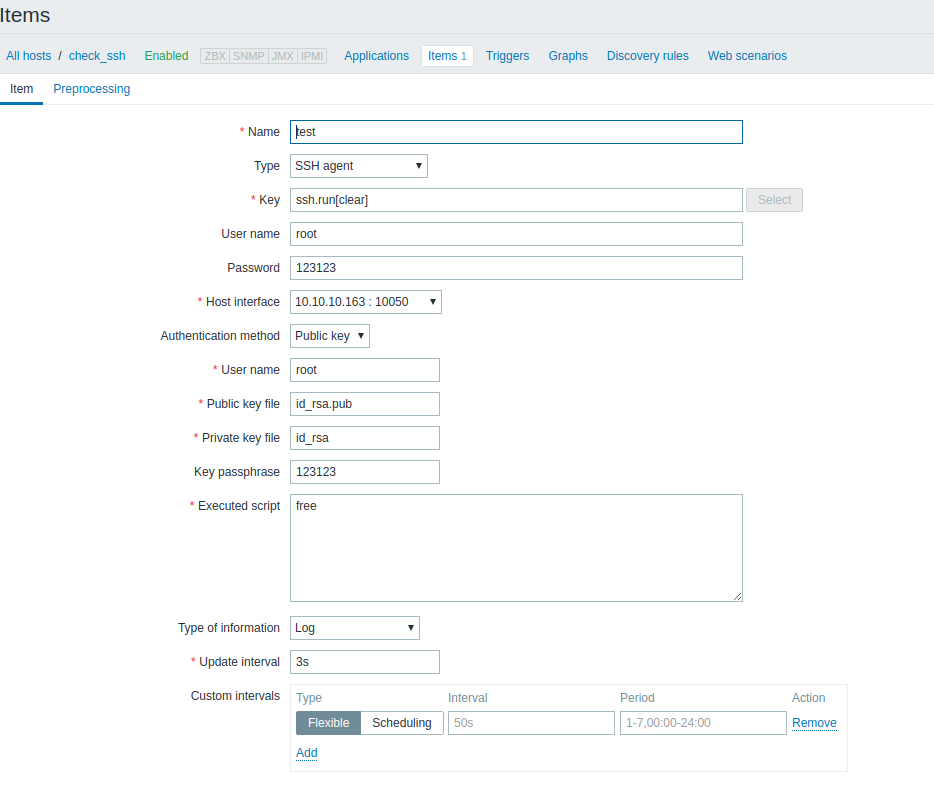 Items
All hosts / check_ssh Enabled ZBX SNMP JMX IPMI Applications Items 1 Triggers Graphs Discovery rules Web scenarios
Item Preprocessing
* Name test
Type SSH agent
* Key ssh.run[clear] Select
User name root
Password 123123
* Host interface 10.10.10.163 : 10050
Authentication method Public key
* User name root
* Public key file id_rsa.pub
* Private key file id_rsa
Key passphrase 123123
* Executed script free
Type of information Log
* Update interval 3s
Custom intervals Type Interval Period Action
Flexible Scheduling 50s 1-7,00:00-24:00 Remove
Add